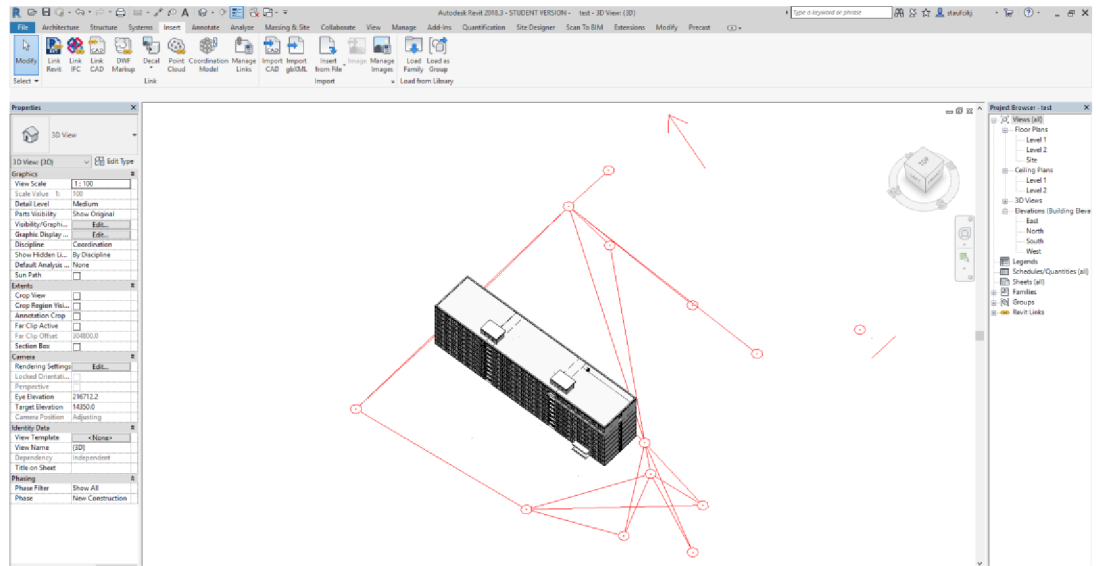 Autodesk Revit 2018.3 - STUDENT VERSION - test - 3D View: {3D}
Type a keyword or phrase
File Architecture Structure Systems Insert Annotate Analyze Massing & Site Collaborate View Manage Add-Ins Quantification Site Designer Scan To BIM Extensions Modify Precast
Modify Link Revit Link IFC Link CAD DWF Markup Decal Point Cloud Coordination Model Manage Links Import CAD Import gbXML Insert from File Image Manage Images Load Family Load as Group
Select Link Import Load from Library
Properties
3D View
3D View: {3D} Edit Type
Graphics
View Scale 1 : 100
Scale Value 1: 100
Detail Level Medium
Parts Visibility Show Original
Visibility/Graphi... Edit...
Graphic Display ... Edit...
Discipline Coordination
Show Hidden Li... By Discipline
Default Analysis ... None
Sun Path
Extents
Crop View
Crop Region Visi...
Annotation Crop
Far Clip Active
Far Clip Offset 304800.0
Section Box
Camera
Rendering Settings Edit...
Locked Orientati...
Perspective
Eye Elevation 216712.2
Target Elevation 14350.0
Camera Position Adjusting
Identity Data
View Template <None>
View Name {3D}
Dependency Independent
Title on Sheet
Phasing
Phase Filter Show All
Phase New Construction
TOP
Project Browser - test
Views (all)
Floor Plans
Level 1
Level 2
Site
Ceiling Plans
Level 1
Level 2
3D Views
Elevations (Building Eleva
East
North
South
West
Legends
Schedules/Quantities (all)
Sheets (all)
Families
Groups
Revit Links